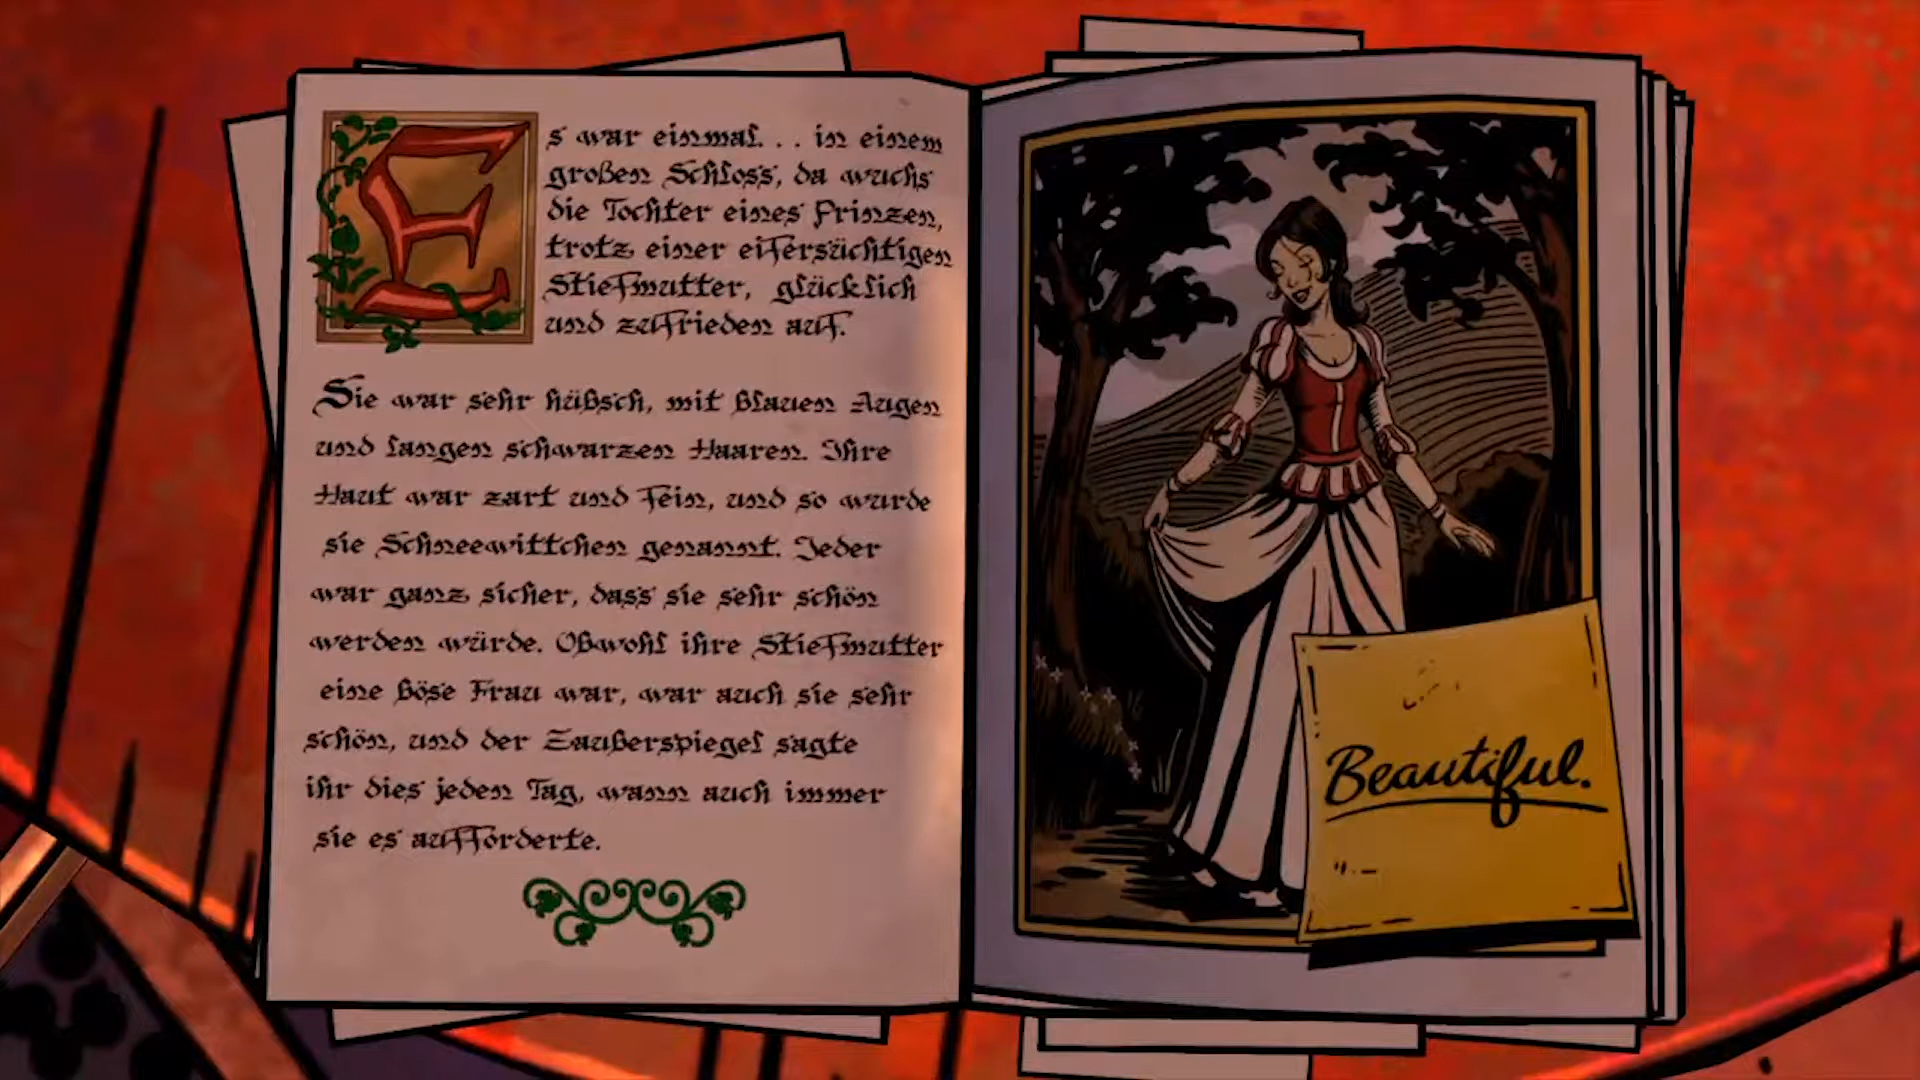 Es war einmal. . . in einem
großen Schloss, da wuchs
die Tochter eines Prinzen,
trotz einer eifersüchtigen
Stiefmutter, glücklich
und zufrieden auf.
Sie war sehr hübsch, mit blauen Augen
und langen schwarzen Haaren. Ihre
Haut war zart und fein, und so wurde
sie Schneewittchen genannt. Jeder
war ganz sicher, dass sie sehr schön
werden würde. Obwohl ihre Stiefmutter
eine böse Frau war, war auch sie sehr
schön, und der Zauberspiegel sagte
ihr dies jeden Tag, wann auch immer
sie es aufforderte.
Beautiful.